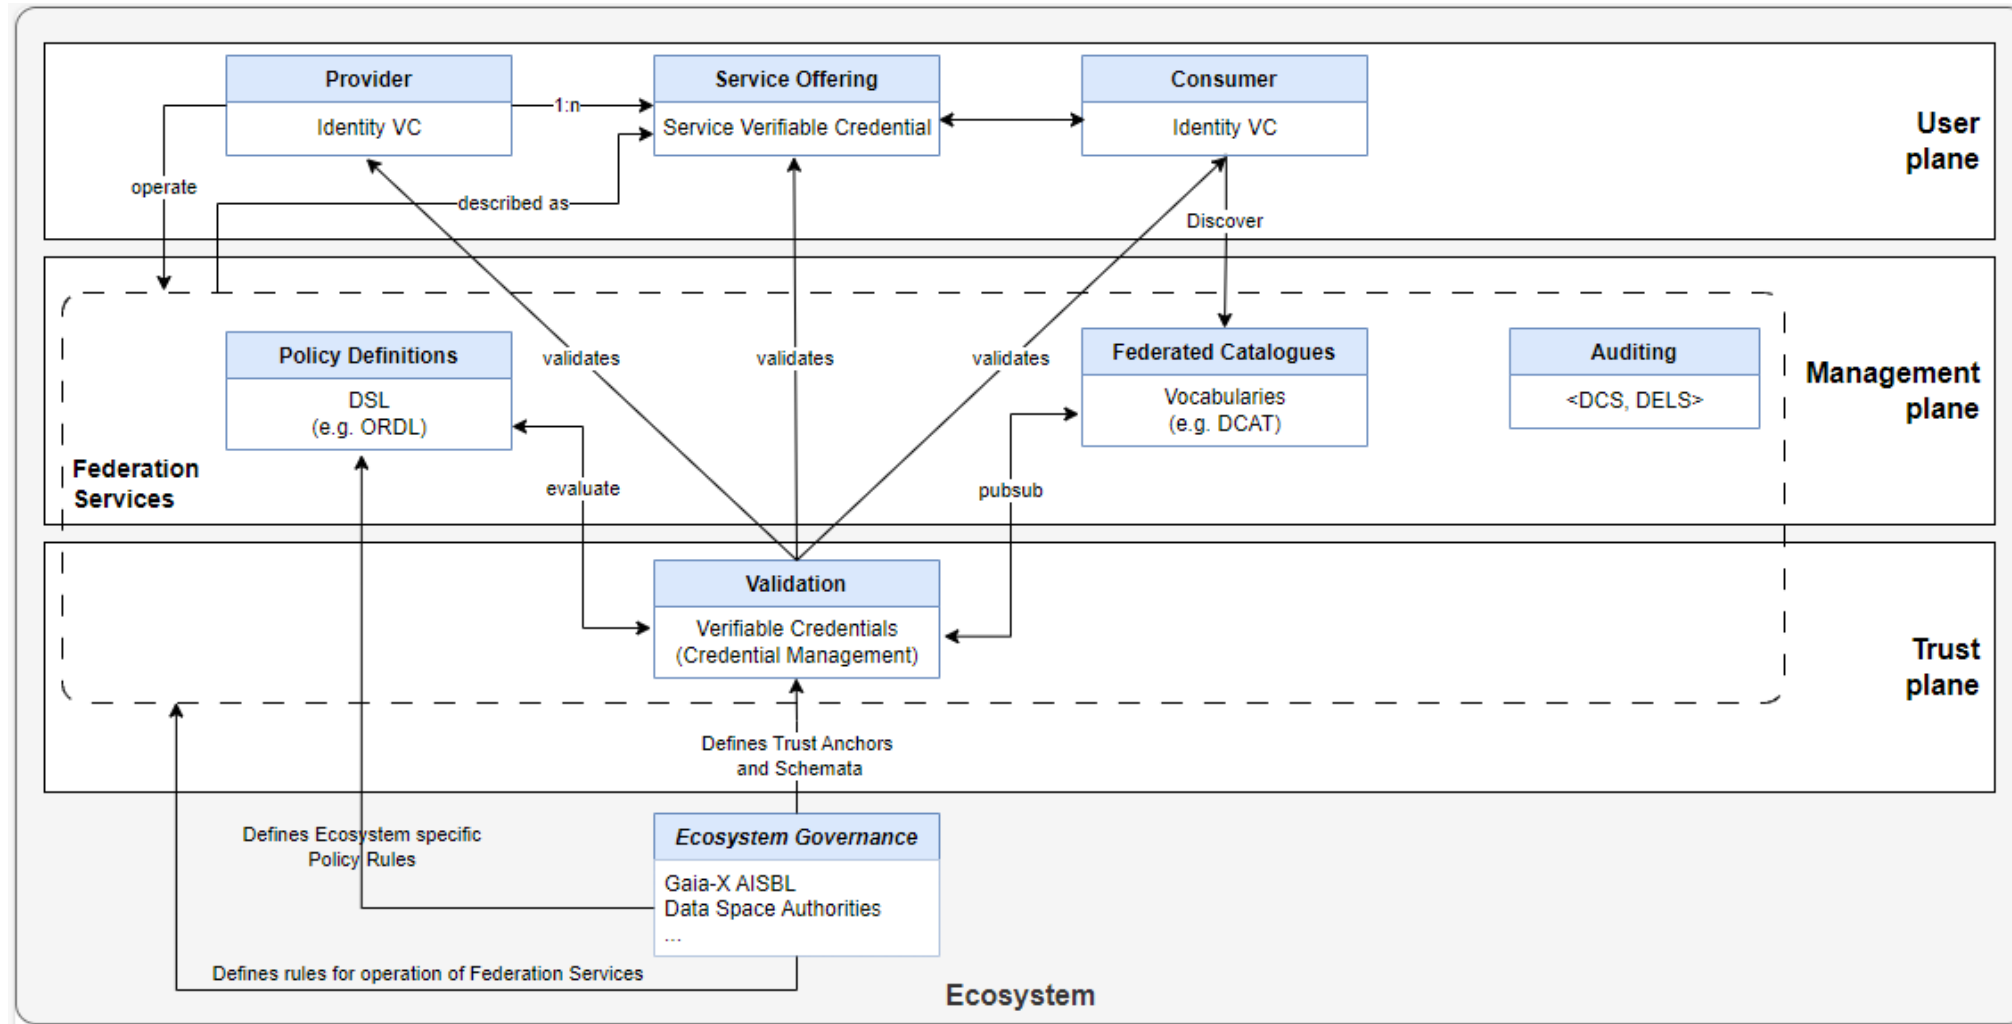 Provider
Identity VC
1:n
Service Offering
Service Verifiable Credential
Consumer
Identity VC
User
plane
operate
described as
Discover
Policy Definitions
DSL
(e.g. ORDL)
validates
validates
validates
Federated Catalogues
Vocabularies
(e.g. DCAT)
Auditing
<DCS, DELS>
Management
plane
Federation
Services
evaluate
pubsub
Validation
Verifiable Credentials
(Credential Management)
Trust
plane
Defines Trust Anchors
and Schemata
Defines Ecosystem specific
Policy Rules
Ecosystem Governance
Gaia-X AISBL
Data Space Authorities
...
Defines rules for operation of Federation Services
Ecosystem